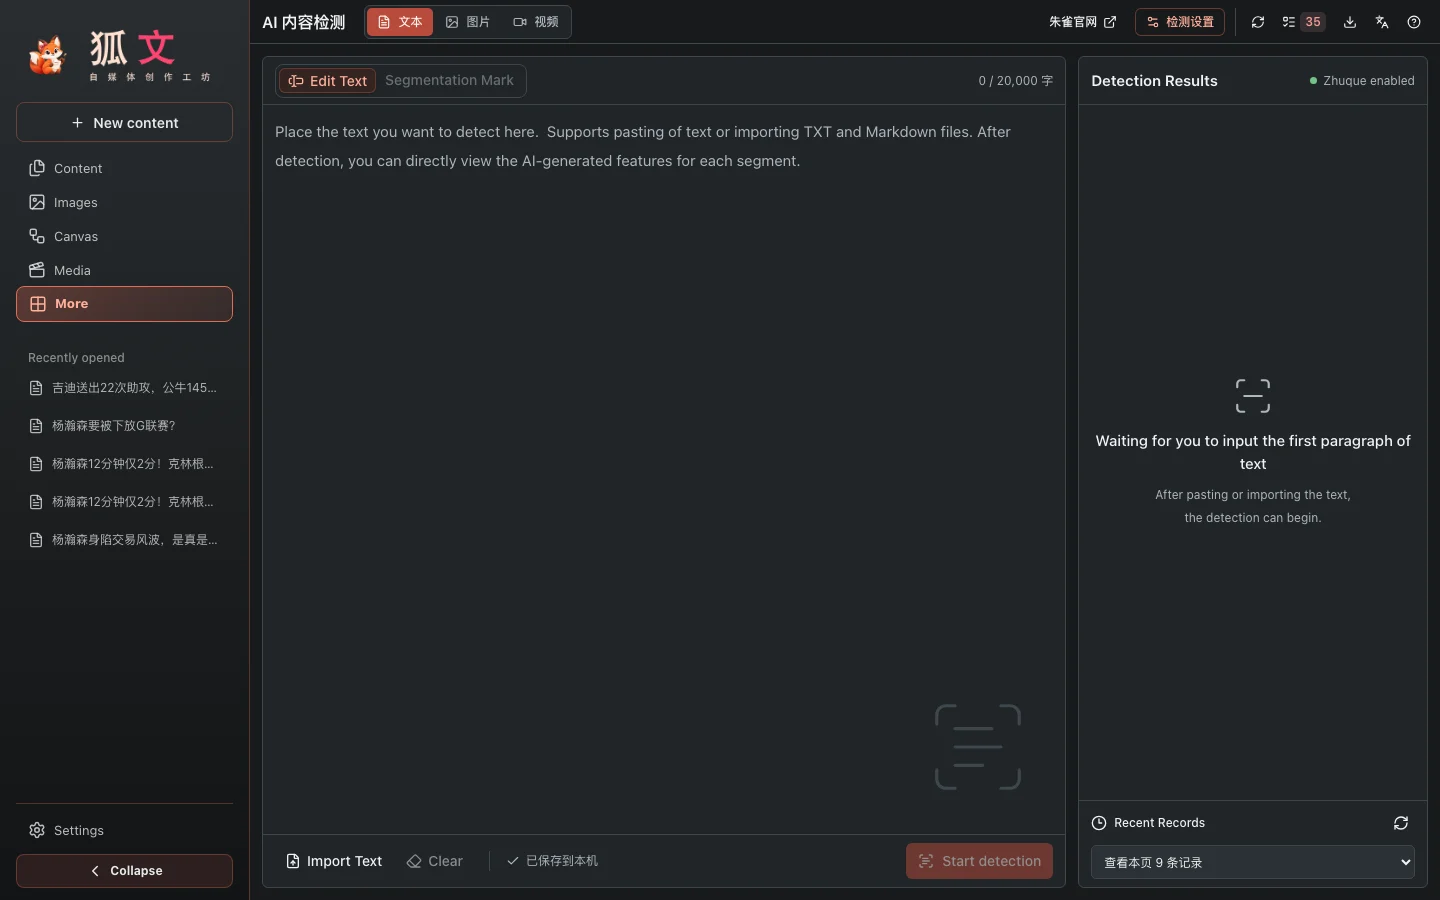 狐文
自媒体创作工坊
New content
Content
Images
Canvas
Media
More
Recently opened
吉迪送出22次助攻，公牛145...
杨瀚森要被下放G联赛?
杨瀚森12分钟仅2分！克林根...
杨瀚森12分钟仅2分！克林根...
杨瀚森身陷交易风波，是真是...
Settings
Collapse
AI 内容检测
文本
图片
视频
朱雀官网
检测设置
35
Edit Text
Segmentation Mark
0 / 20,000 字
Place the text you want to detect here.  Supports pasting of text or importing TXT and Markdown files. After
detection, you can directly view the AI-generated features for each segment.
Import Text
Clear
已保存到本机
Start detection
Detection Results
Zhuque enabled
Waiting for you to input the first paragraph of
text
After pasting or importing the text,
the detection can begin.
Recent Records
查看本页 9 条记录